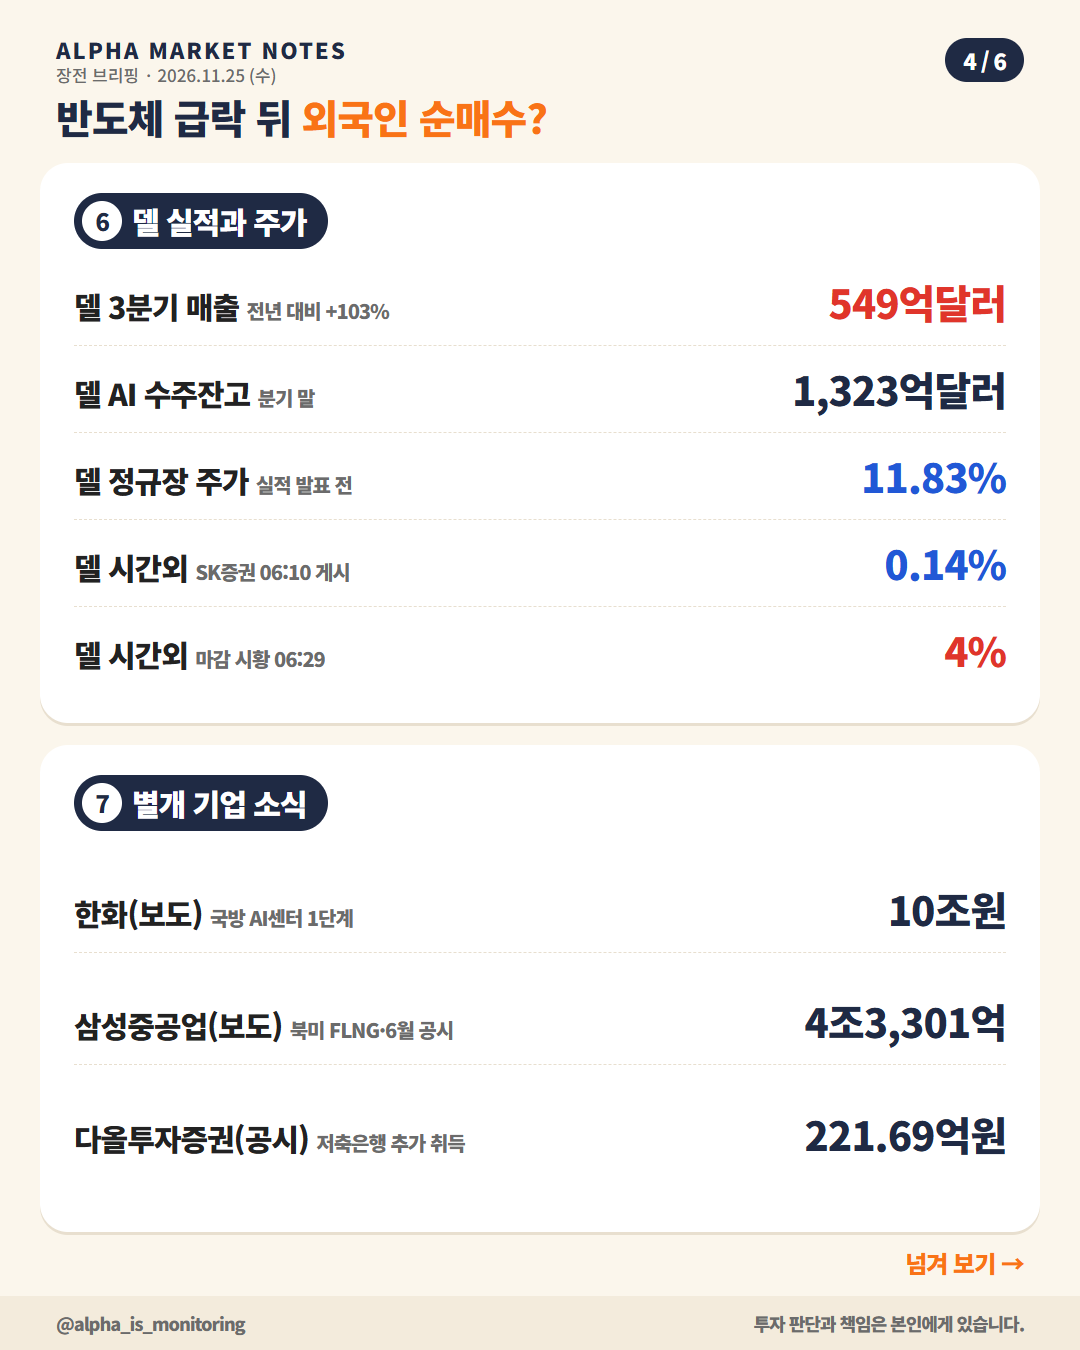 ALPHA MARKET NOTES
4 / 6
장전 브리핑 · 2026.11.25 (수)
반도체 급락 뒤 외국인 순매수?
6 델 실적과 주가
델 3분기 매출 전년 대비 +103% 549억달러
델 AI 수주잔고 분기 말 1,323억달러
델 정규장 주가 실적 발표 전 11.83%
델 시간외 SK증권 06:10 게시 0.14%
델 시간외 마감 시황 06:29 4%
7 별개 기업 소식
한화(보도) 국방 AI센터 1단계 10조원
삼성중공업(보도) 북미 FLNG·6월 공시 4조3,301억
다올투자증권(공시) 저축은행 추가 취득 221.69억원
넘겨 보기 →
@alpha_is_monitoring 투자 판단과 책임은 본인에게 있습니다.